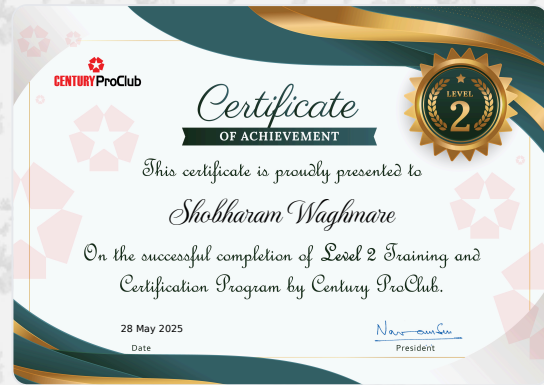 CENTURY ProClub
Certificate
OF ACHIEVEMENT
LEVEL
2
This certificate is proudly presented to
Shobharam Waghmare
On the successful completion of Level 2 Training and
Certification Program by Century ProClub.
28 May 2025
Date
President